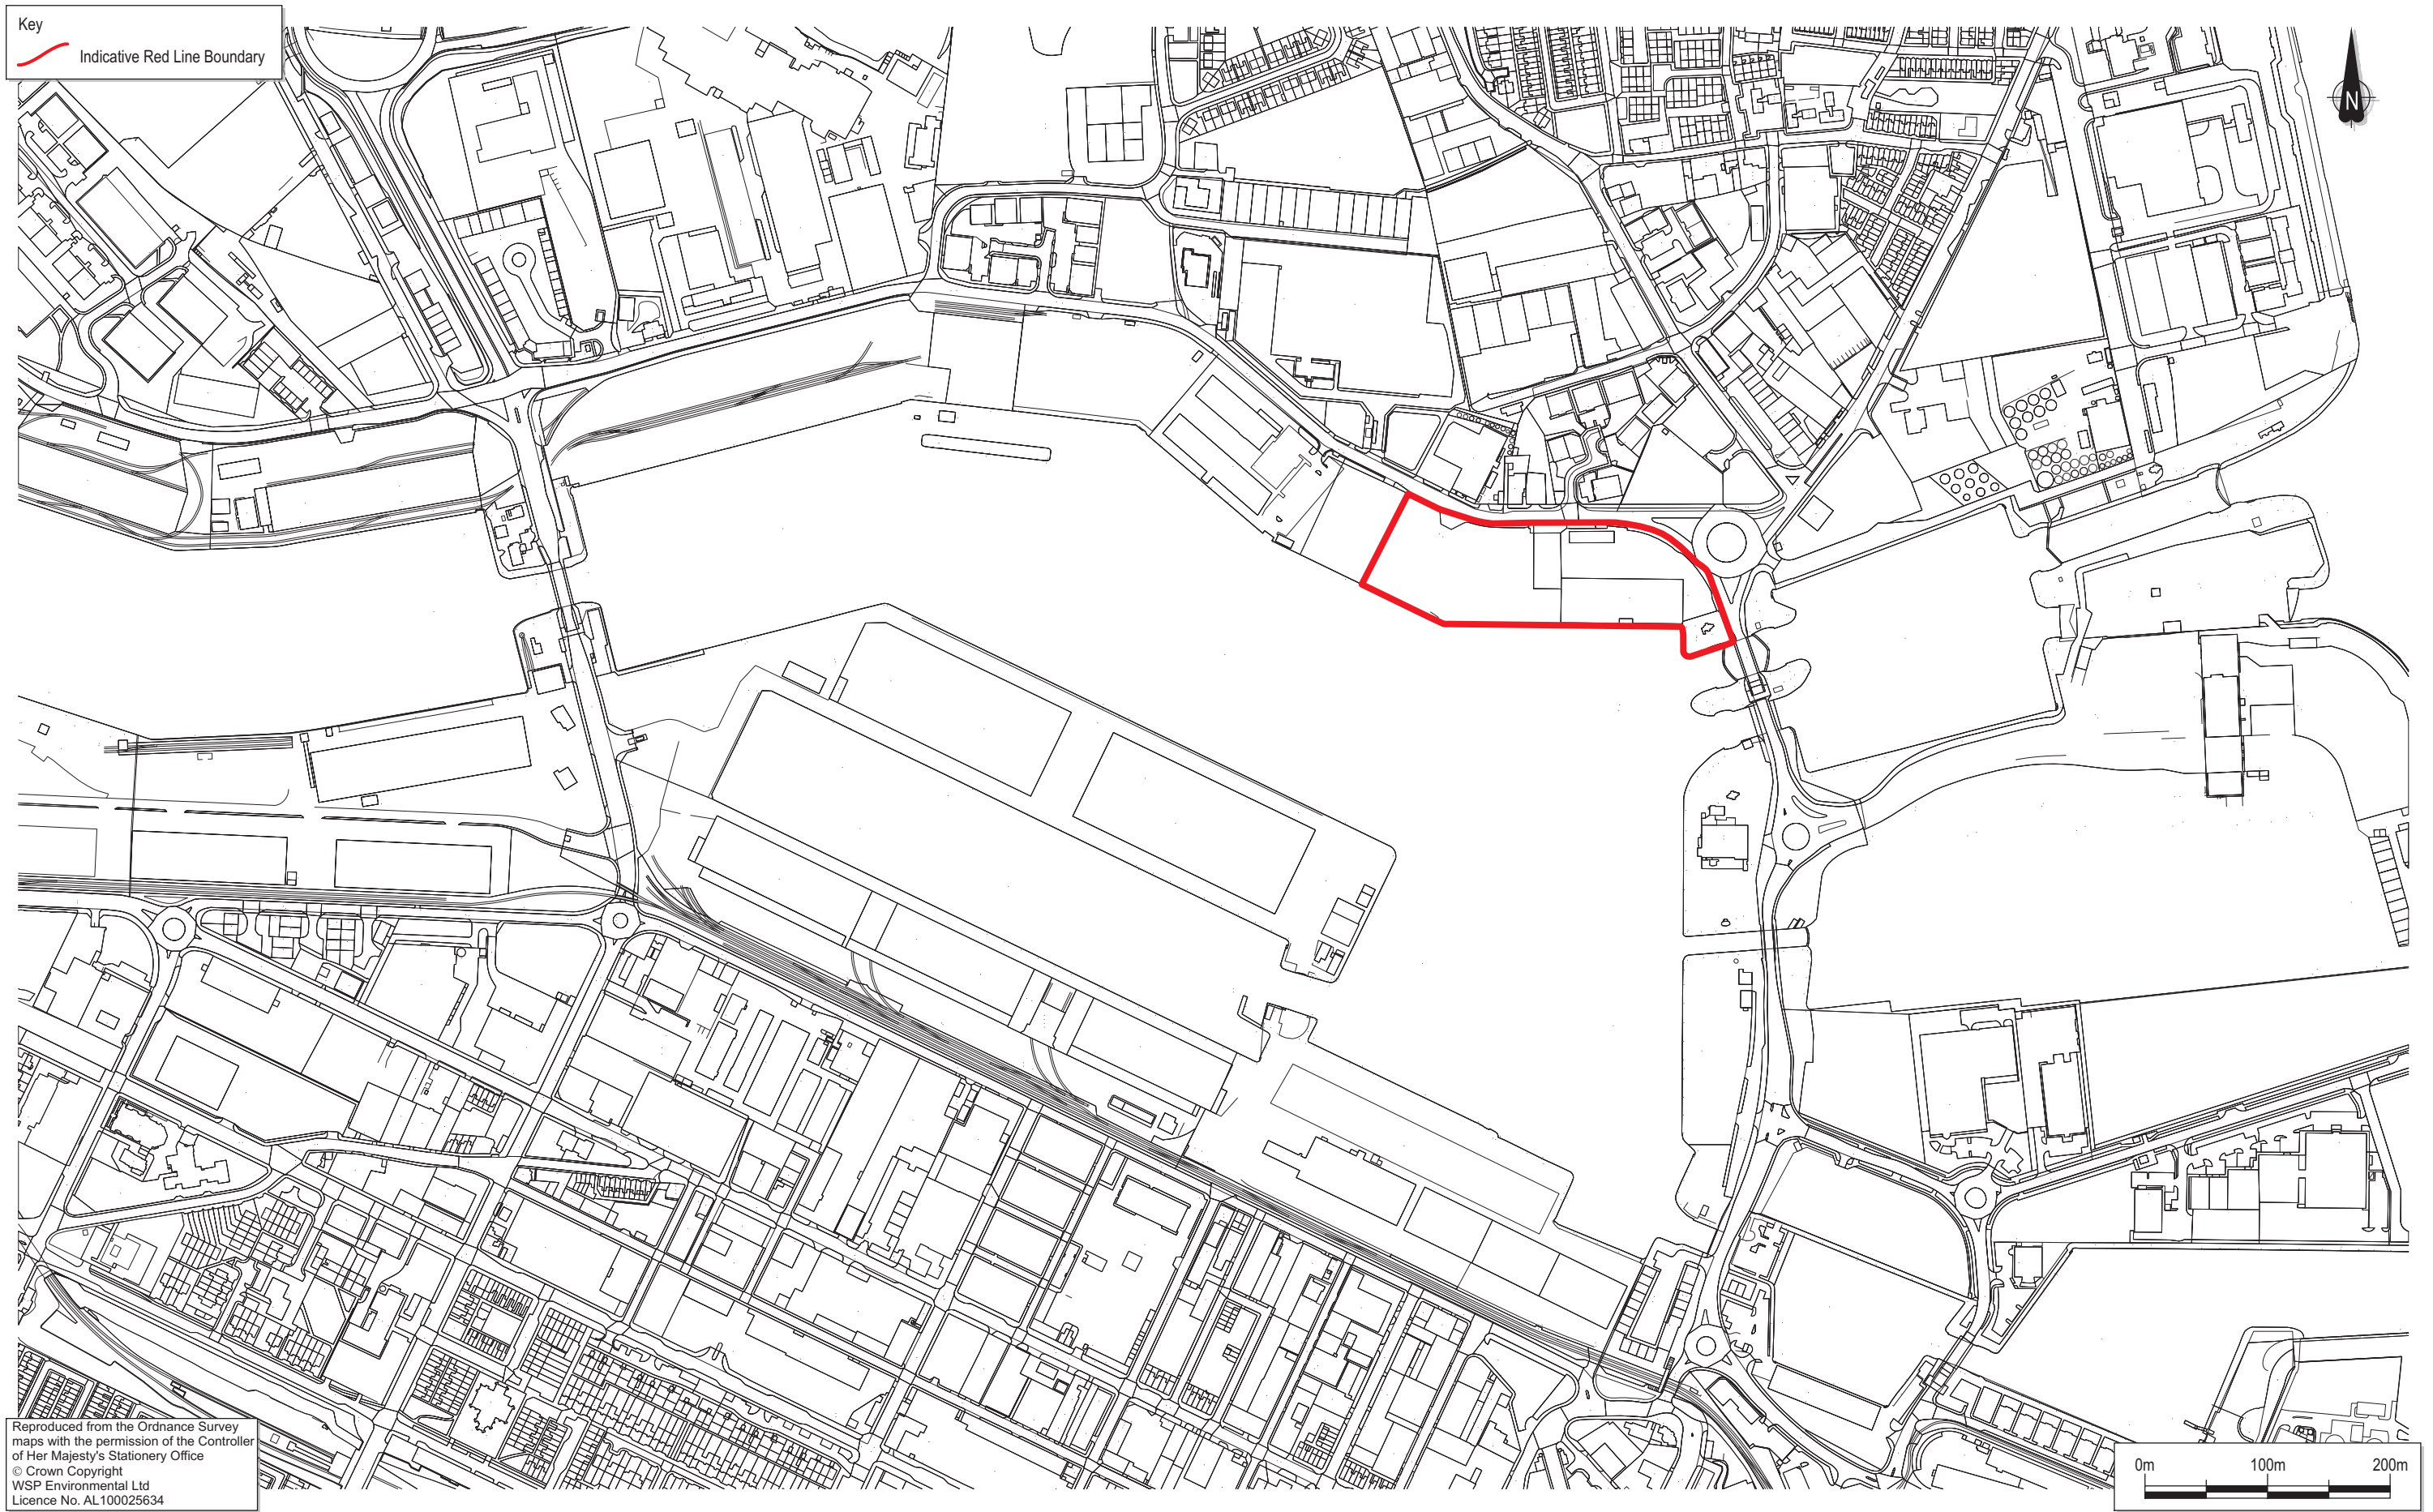 Key
Indicative Red Line Boundary
N
Reproduced from the Ordnance Survey
maps with the permission of the Controller
of Her Majesty's Stationery Office
© Crown Copyright
WSP Environmental Ltd
Licence No. AL100025634
0m 100m 200m